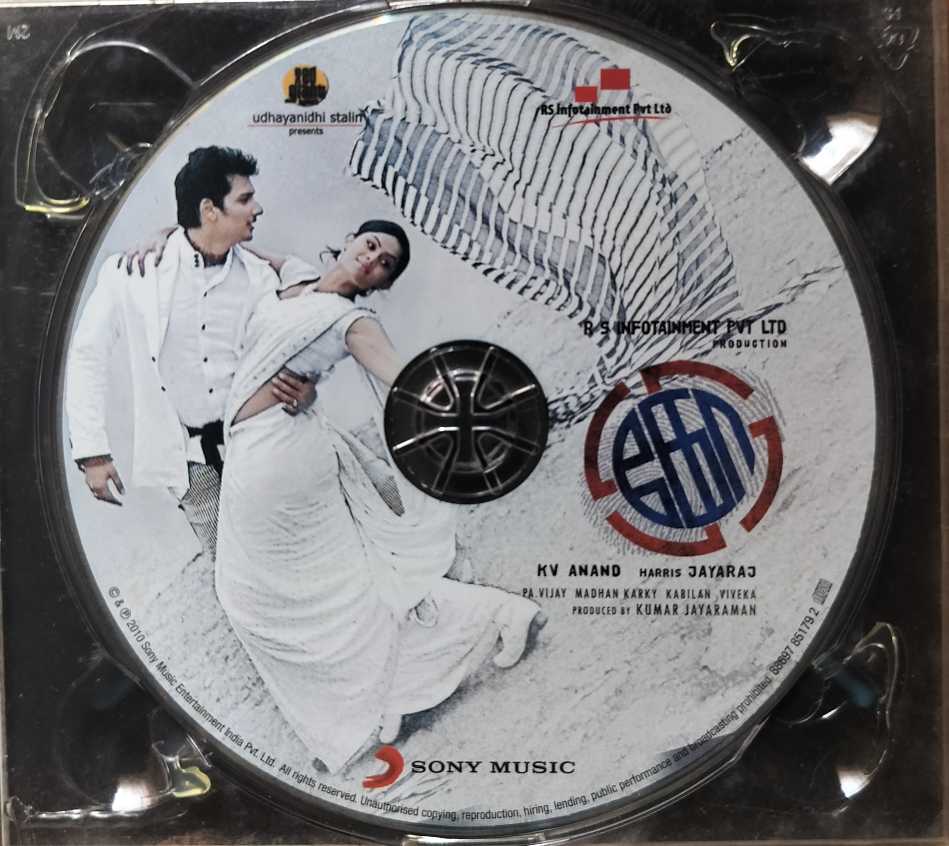 udhayanidhi stalin
presents
RS Infotainment Pvt Ltd
R S INFOTAINMENT PVT LTD
PRODUCTION
கோ
KV ANAND HARRIS JAYARAJ
PA.VIJAY MADHAN KARKY KABILAN VIVEKA
PRODUCED BY KUMAR JAYARAMAN
SONY MUSIC
© & ℗ 2010 Sony Music Entertainment India Pvt. Ltd. All rights reserved. Unauthorised copying, reproduction, hiring, lending, public performance and broadcasting prohibited. 88697 85179 2